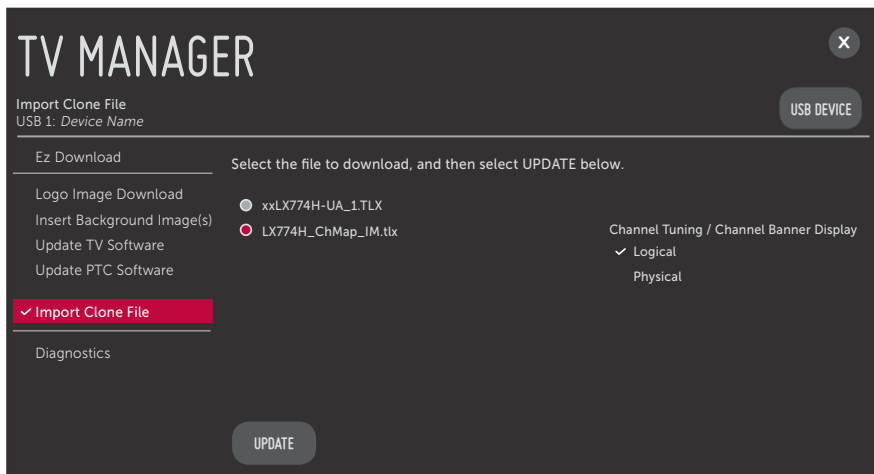 TV MANAGER
X
Import Clone File
USB 1: Device Name
USB DEVICE
Ez Download
Select the file to download, and then select UPDATE below.
Logo Image Download
xxLX774H-UA_1.TLX
Insert Background Image(s)
LX774H_ChMap_IM.tlx
Channel Tuning / Channel Banner Display
Update TV Software
Logical
Update PTC Software
Physical
Import Clone File
Diagnostics
UPDATE